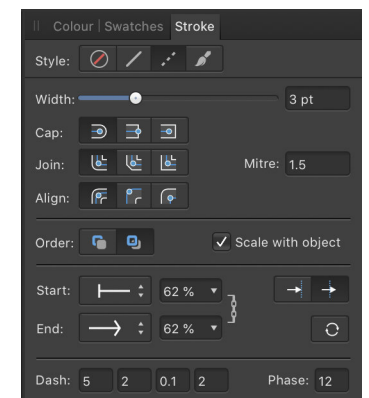 Colour | Swatches Stroke
Style:
Width: 3 pt
Cap:
Join: Mitre: 1.5
Align:
Order: Scale with object
Start: 62 %
End: 62 %
Dash: 5 2 0.1 2 Phase: 12